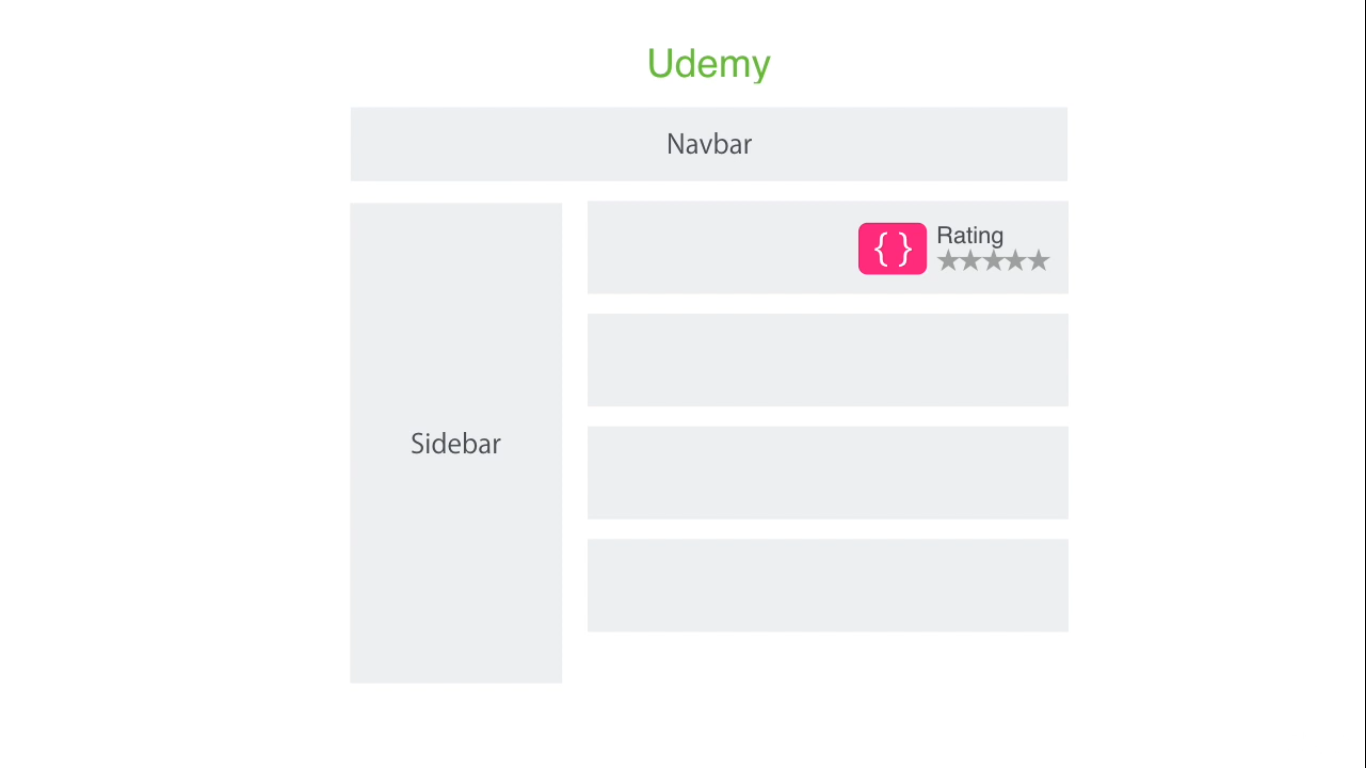 Udemy
Navbar
{ }
Rating
Sidebar